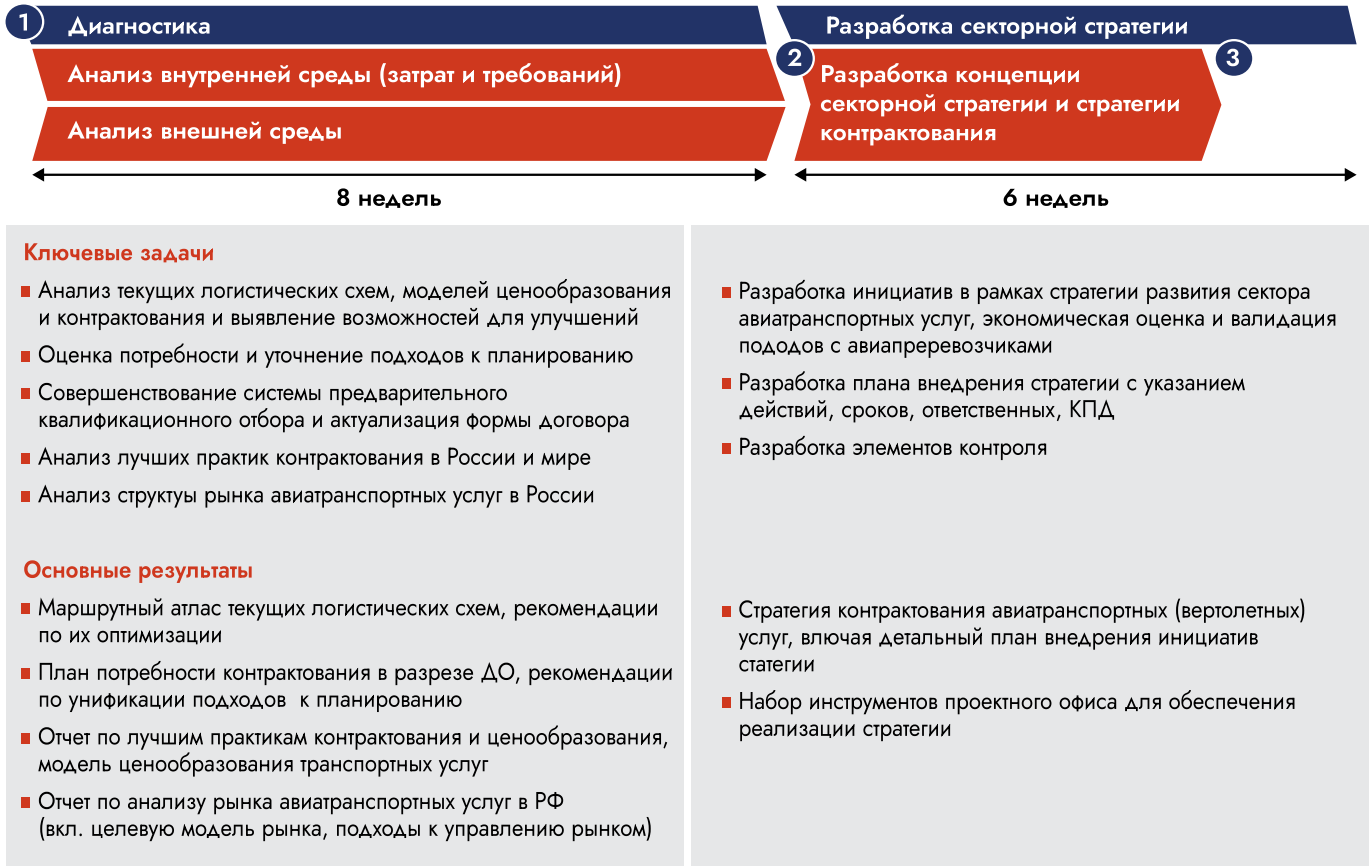 1
Диагностика
Разработка секторной стратегии
Анализ внутренней среды (затрат и требований)
Анализ внешней среды
2
Разработка концепции
секторной стратегии и стратегии
контрактования
3
8 недель
6 недель
Ключевые задачи
Анализ текущих логистических схем, моделей ценообразования
и контрактования и выявление возможностей для улучшений
Оценка потребности и уточнение подходов к планированию
Совершенствование системы предварительного
квалификационного отбора и актуализация формы договора
Анализ лучших практик контрактования в России и мире
Анализ структуы рынка авиатранспортных услуг в России
Разработка инициатив в рамках стратегии развития сектора
авиатранспортных услуг, экономическая оценка и валидация
пододов с авиапреревозчиками
Разработка плана внедрения стратегии с указанием
действий, сроков, ответственных, КПД
Разработка элементов контроля
Основные результаты
Маршрутный атлас текущих логистических схем, рекомендации
по их оптимизации
План потребности контрактования в разрезе ДО, рекомендации
по унификации подходов к планированию
Отчет по лучшим практикам контрактования и ценообразования,
модель ценообразования транспортных услуг
Отчет по анализу рынка авиатранспортных услуг в РФ
(вкл. целевую модель рынка, подходы к управлению рынком)
Стратегия контрактования авиатранспортных (вертолетных)
услуг, влючая детальный план внедрения инициатив
статегии
Набор инструментов проектного офиса для обеспечения
реализации стратегии